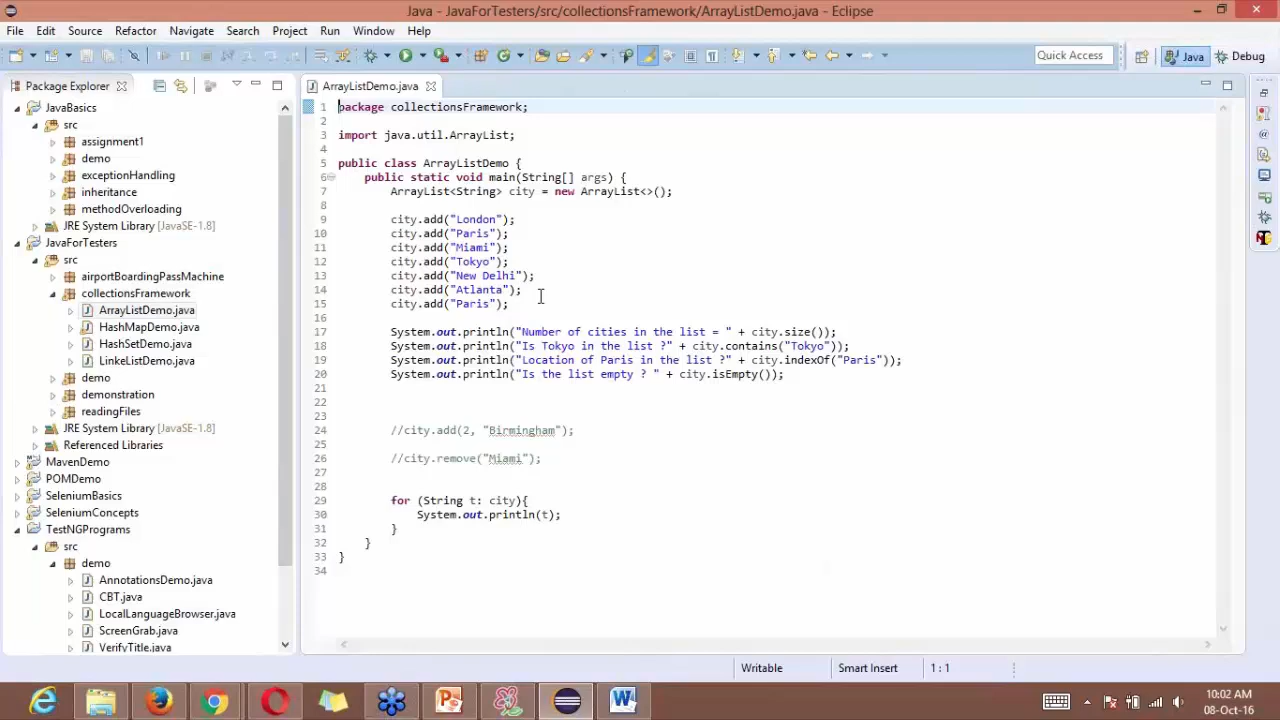 Java - JavaForTesters/src/collectionsFramework/ArrayListDemo.java - Eclipse
File Edit Source Refactor Navigate Search Project Run Window Help
Quick Access
Java
Debug
Package Explorer
JavaBasics
src
assignment1
demo
exceptionHandling
inheritance
methodOverloading
JRE System Library [JavaSE-1.8]
JavaForTesters
src
airportBoardingPassMachine
collectionsFramework
ArrayListDemo.java
HashMapDemo.java
HashSetDemo.java
LinkeListDemo.java
demo
demonstration
readingFiles
JRE System Library [JavaSE-1.8]
Referenced Libraries
MavenDemo
POMDemo
SeleniumBasics
SeleniumConcepts
TestNGPrograms
src
demo
AnnotationsDemo.java
CBT.java
LocalLanguageBrowser.java
ScreenGrab.java
VerifyTitle.java
ArrayListDemo.java
1 package collectionsFramework;
2
3 import java.util.ArrayList;
4
5 public class ArrayListDemo {
6 public static void main(String[] args) {
7 ArrayList<String> city = new ArrayList<>();
8
9 city.add("London");
10 city.add("Paris");
11 city.add("Miami");
12 city.add("Tokyo");
13 city.add("New Delhi");
14 city.add("Atlanta");
15 city.add("Paris");
16
17 System.out.println("Number of cities in the list = " + city.size());
18 System.out.println("Is Tokyo in the list ?" + city.contains("Tokyo"));
19 System.out.println("Location of Paris in the list ?" + city.indexOf("Paris"));
20 System.out.println("Is the list empty ? " + city.isEmpty());
21
22
23
24 //city.add(2, "Birmingham");
25
26 //city.remove("Miami");
27
28
29 for (String t: city){
30 System.out.println(t);
31 }
32 }
33 }
34
Writable
Smart Insert
1 : 1
10:02 AM
08-Oct-16